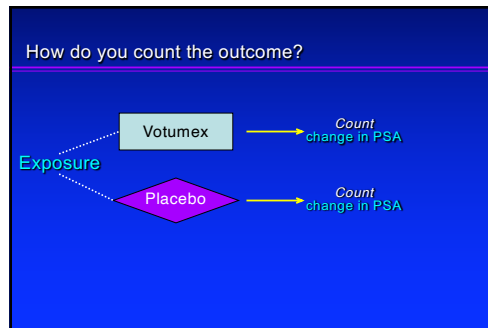 How do you count the outcome?
Votumex
Count
change in PSA
Exposure
Placebo
Count
change in PSA